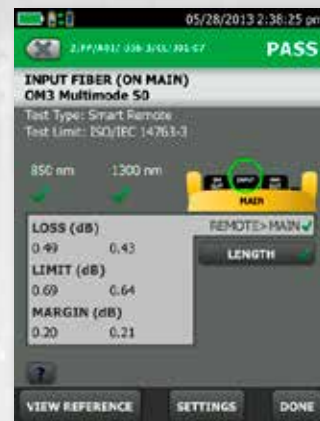 05/28/2013 2:38:25 pm
PASS
INPUT FIBER (ON MAIN)
OM3 Multimode 50
Test Type: Smart Remote
Test Limit: ISO/IEC 14763-3
850 nm 1300 nm
INPUT
MAIN
LOSS (dB)
REMOTE > MAIN
0.49 0.43
LENGTH
LIMIT (dB)
0.69 0.64
MARGIN (dB)
0.20 0.21
?
VIEW REFERENCE SETTINGS DONE